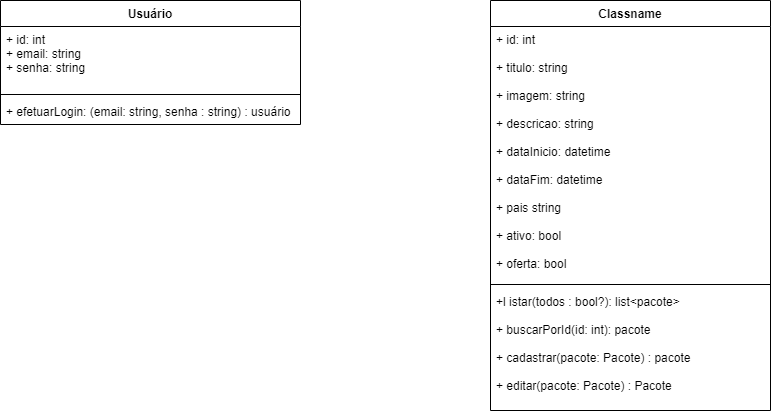 Usuário
+ id: int
+ email: string
+ senha: string
+ efetuarLogin: (email: string, senha : string) : usuário
Classname
+ id: int
+ titulo: string
+ imagem: string
+ descricao: string
+ dataInicio: datetime
+ dataFim: datetime
+ pais string
+ ativo: bool
+ oferta: bool
+l istar(todos : bool?): list<pacote>
+ buscarPorId(id: int): pacote
+ cadastrar(pacote: Pacote) : pacote
+ editar(pacote: Pacote) : Pacote